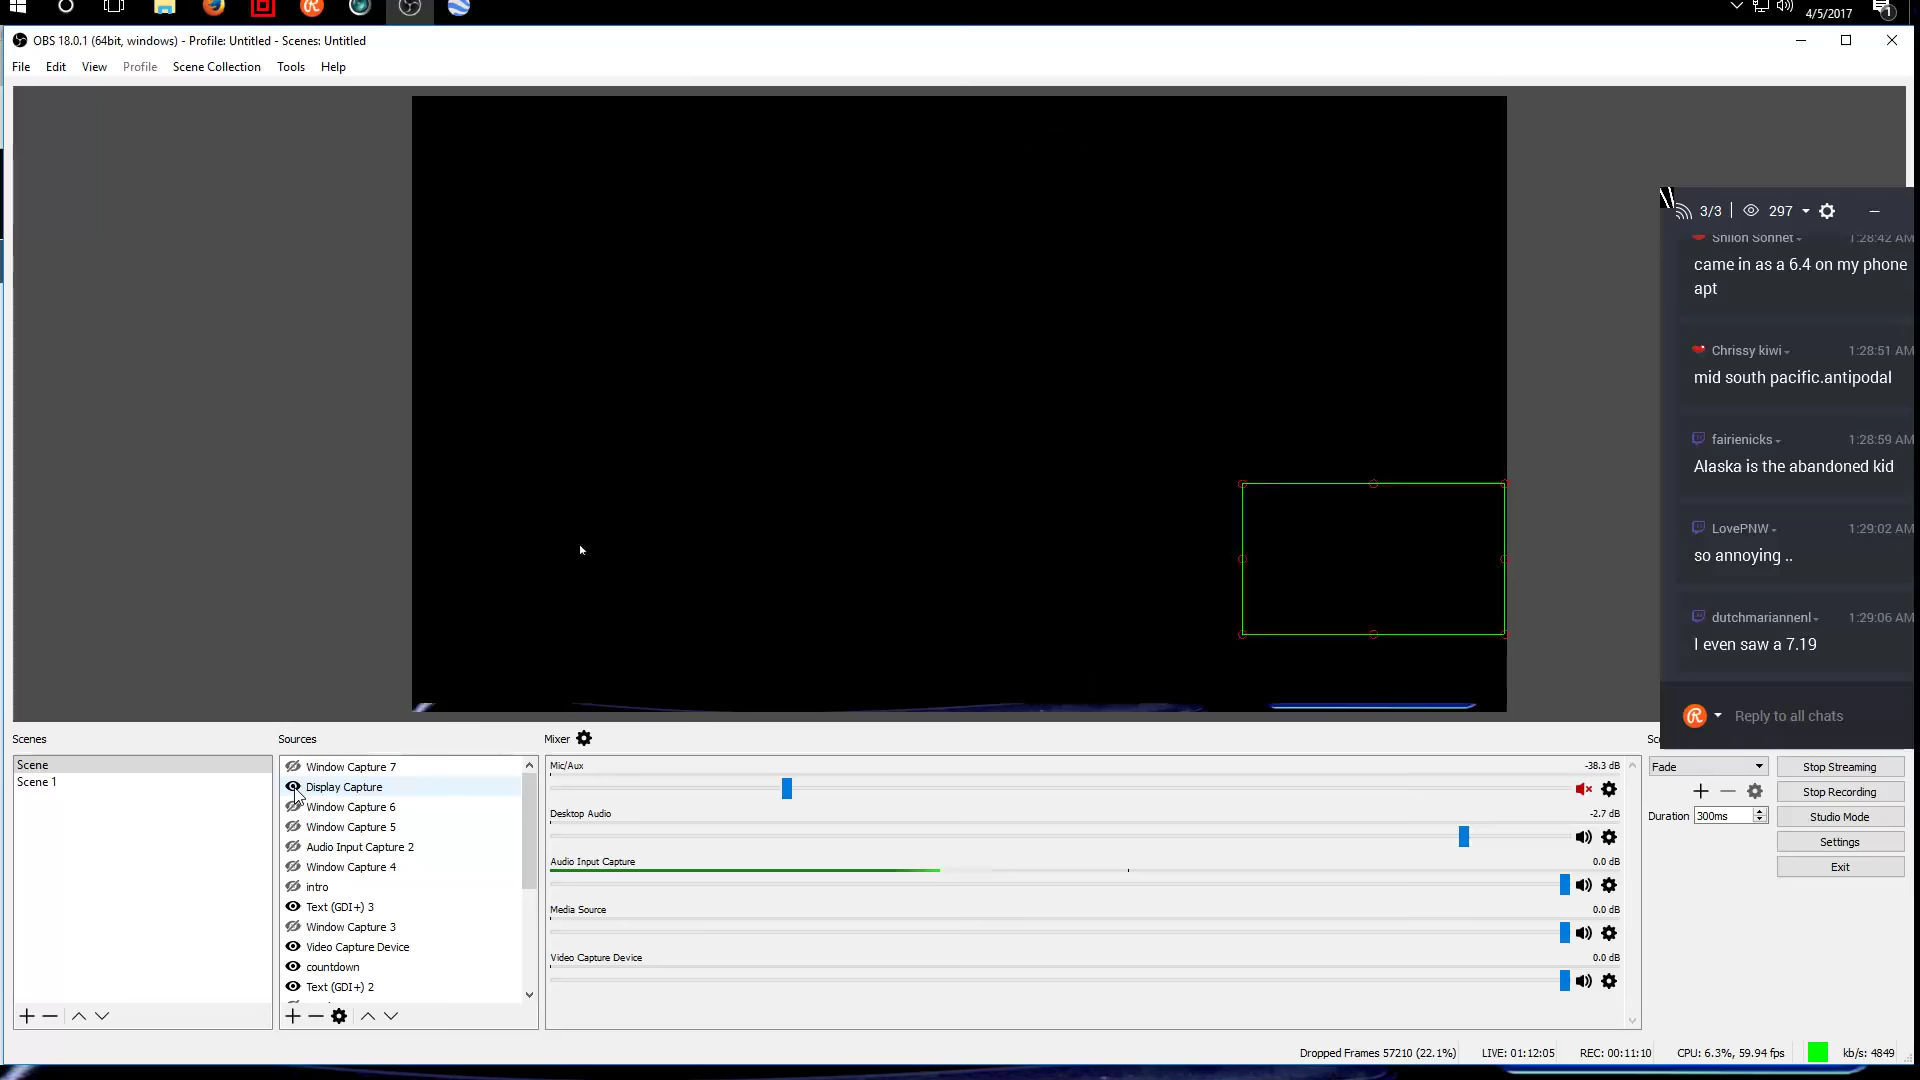 4/5/2017
1
OBS 18.0.1 (64bit, windows) - Profile: Untitled - Scenes: Untitled
File Edit View Profile Scene Collection Tools Help
3/3 297
Shiloh Sonnet 1:28:42 AM
came in as a 6.4 on my phone
apt
Chrissy kiwi 1:28:51 AM
mid south pacific.antipodal
fairienicks 1:28:59 AM
Alaska is the abandoned kid
LovePNW 1:29:02 AM
so annoying ..
dutchmariannenl 1:29:06 AM
I even saw a 7.19
Reply to all chats
Scenes
Scene
Scene 1
Sources
Window Capture 7
Display Capture
Window Capture 6
Window Capture 5
Audio Input Capture 2
Window Capture 4
intro
Text (GDI+) 3
Window Capture 3
Video Capture Device
countdown
Text (GDI+) 2
Mixer
Mic/Aux -38.3 dB
Desktop Audio -2.7 dB
Audio Input Capture 0.0 dB
Media Source 0.0 dB
Video Capture Device 0.0 dB
Fade
Duration 300ms
Stop Streaming
Stop Recording
Studio Mode
Settings
Exit
Dropped Frames 57210 (22.1%) LIVE: 01:12:05 REC: 00:11:10 CPU: 6.3%, 59.94 fps kb/s: 4849